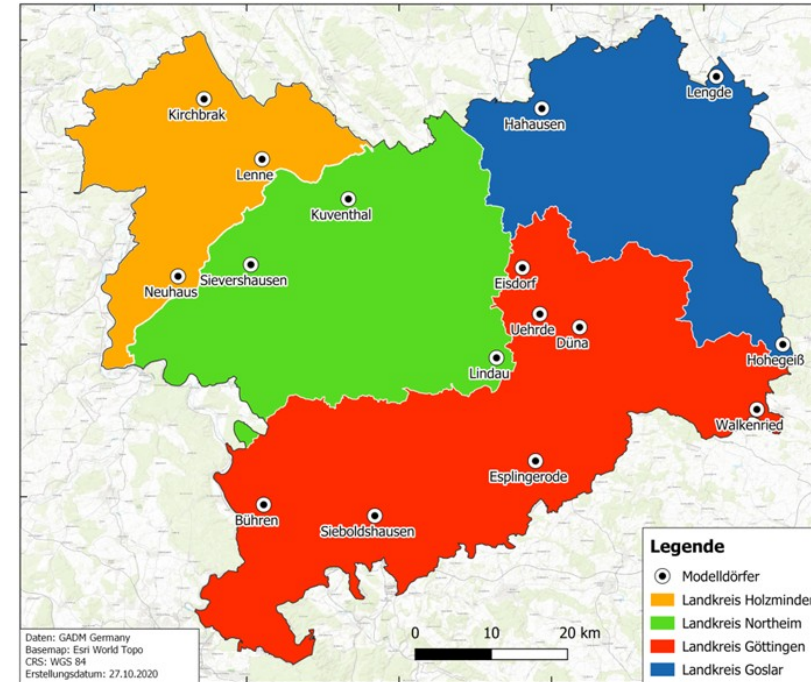 Lengde
Kirchbrak
Hahausen
Lenne
Kuventhal
Sievershausen
Neuhaus
Eisdorf
Uehrde
Düna
Lindau
Hohegeiß
Walkenried
Esplingerode
Bühren
Sieboldshausen
Legende
Modelldörfer
Landkreis Holzminden
Landkreis Northeim
Landkreis Göttingen
Landkreis Goslar
0 10 20 km
Daten: GADM Germany
Basemap: Esri World Topo
CRS: WGS 84
Erstellungsdatum: 27.10.2020